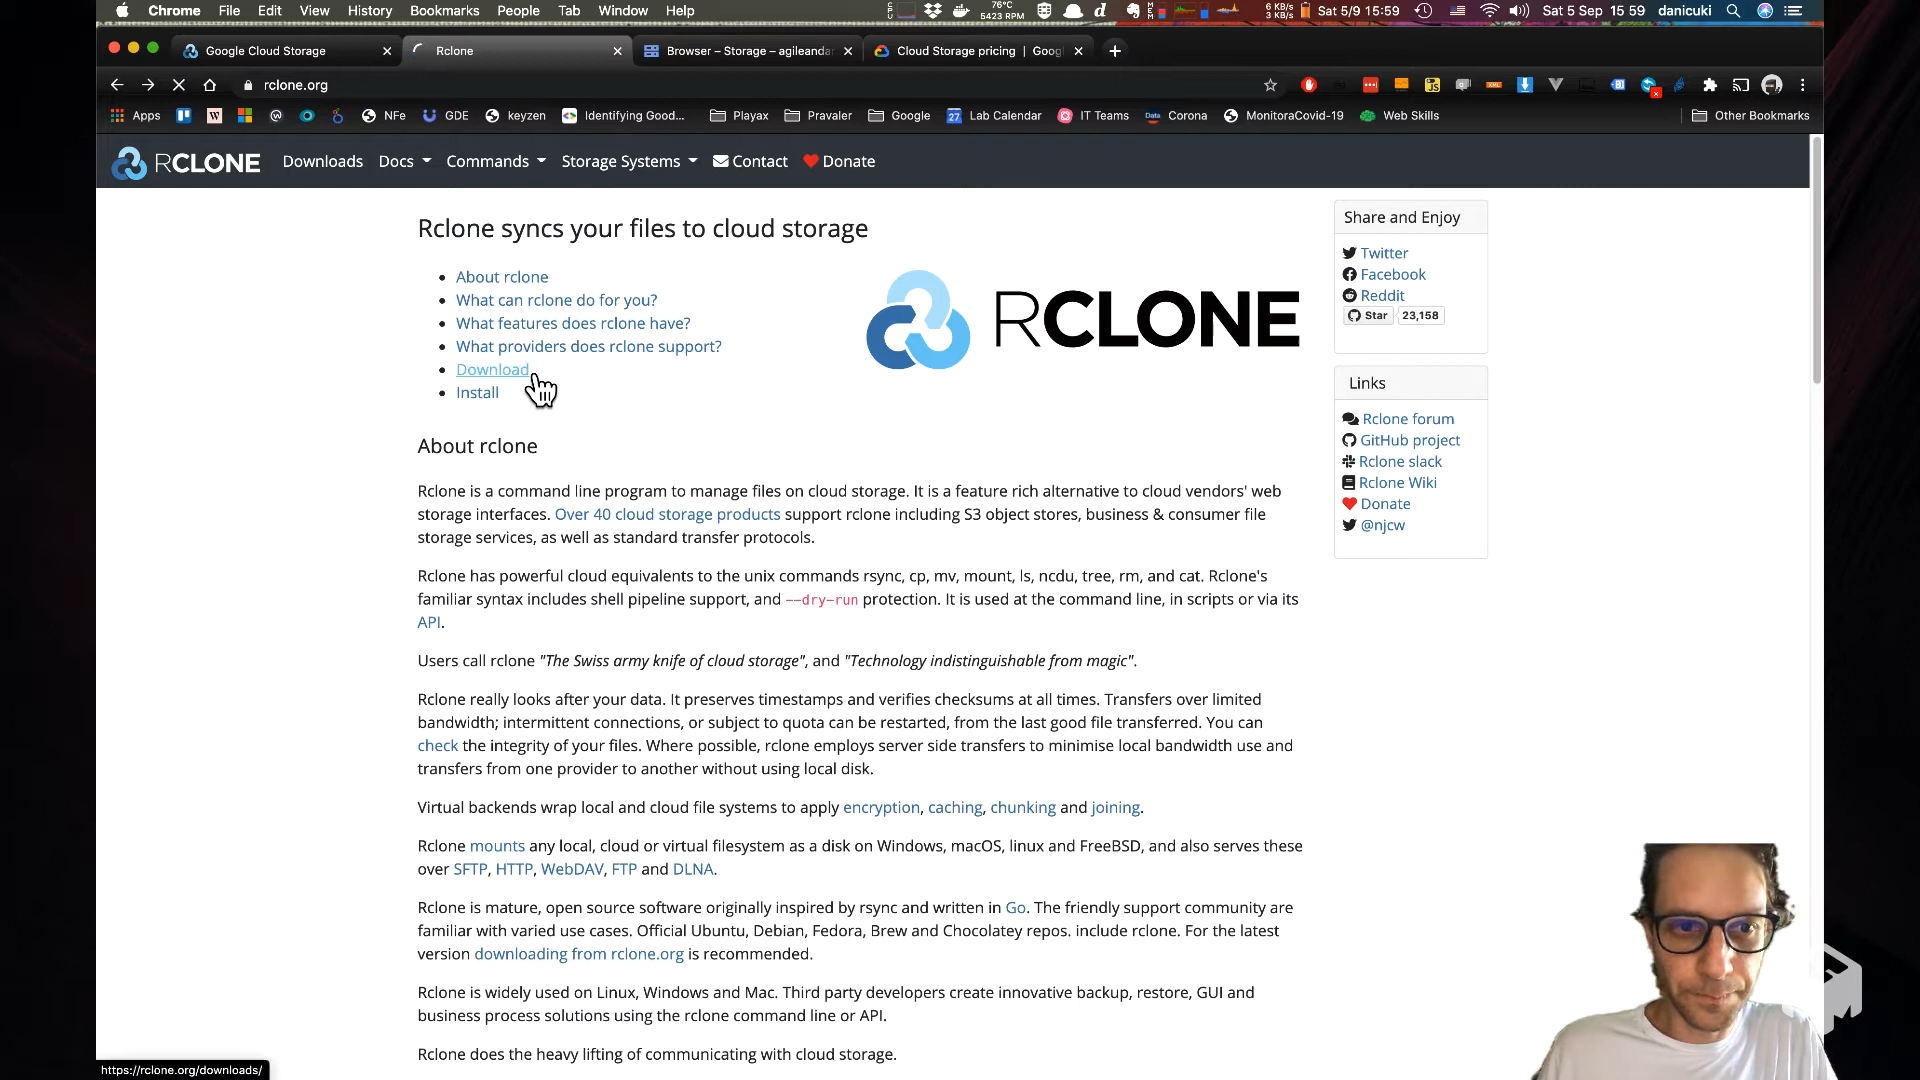 Chrome File Edit View History Bookmarks People Tab Window Help
76°C
5423 RPM
6 KB/s
3 KB/s
Sat 5/9 15:59
Sat 5 Sep 15 59 danicuki
Google Cloud Storage
Rclone
Browser – Storage – agileanda
Cloud Storage pricing | Goog
rclone.org
Apps NFe GDE keyzen Identifying Good... Playax Pravaler Google Lab Calendar IT Teams Corona MonitoraCovid-19 Web Skills Other Bookmarks
RCLONE Downloads Docs Commands Storage Systems Contact Donate
Rclone syncs your files to cloud storage
About rclone
What can rclone do for you?
What features does rclone have?
What providers does rclone support?
Download
Install
RCLONE
Share and Enjoy
Twitter
Facebook
Reddit
Star 23,158
Links
Rclone forum
GitHub project
Rclone slack
Rclone Wiki
Donate
@njcw
About rclone
Rclone is a command line program to manage files on cloud storage. It is a feature rich alternative to cloud vendors' web
storage interfaces. Over 40 cloud storage products support rclone including S3 object stores, business & consumer file
storage services, as well as standard transfer protocols.
Rclone has powerful cloud equivalents to the unix commands rsync, cp, mv, mount, ls, ncdu, tree, rm, and cat. Rclone's
familiar syntax includes shell pipeline support, and --dry-run protection. It is used at the command line, in scripts or via its
API.
Users call rclone "The Swiss army knife of cloud storage", and "Technology indistinguishable from magic".
Rclone really looks after your data. It preserves timestamps and verifies checksums at all times. Transfers over limited
bandwidth; intermittent connections, or subject to quota can be restarted, from the last good file transferred. You can
check the integrity of your files. Where possible, rclone employs server side transfers to minimise local bandwidth use and
transfers from one provider to another without using local disk.
Virtual backends wrap local and cloud file systems to apply encryption, caching, chunking and joining.
Rclone mounts any local, cloud or virtual filesystem as a disk on Windows, macOS, linux and FreeBSD, and also serves these
over SFTP, HTTP, WebDAV, FTP and DLNA.
Rclone is mature, open source software originally inspired by rsync and written in Go. The friendly support community are
familiar with varied use cases. Official Ubuntu, Debian, Fedora, Brew and Chocolatey repos. include rclone. For the latest
version downloading from rclone.org is recommended.
Rclone is widely used on Linux, Windows and Mac. Third party developers create innovative backup, restore, GUI and
business process solutions using the rclone command line or API.
Rclone does the heavy lifting of communicating with cloud storage.
https://rclone.org/downloads/